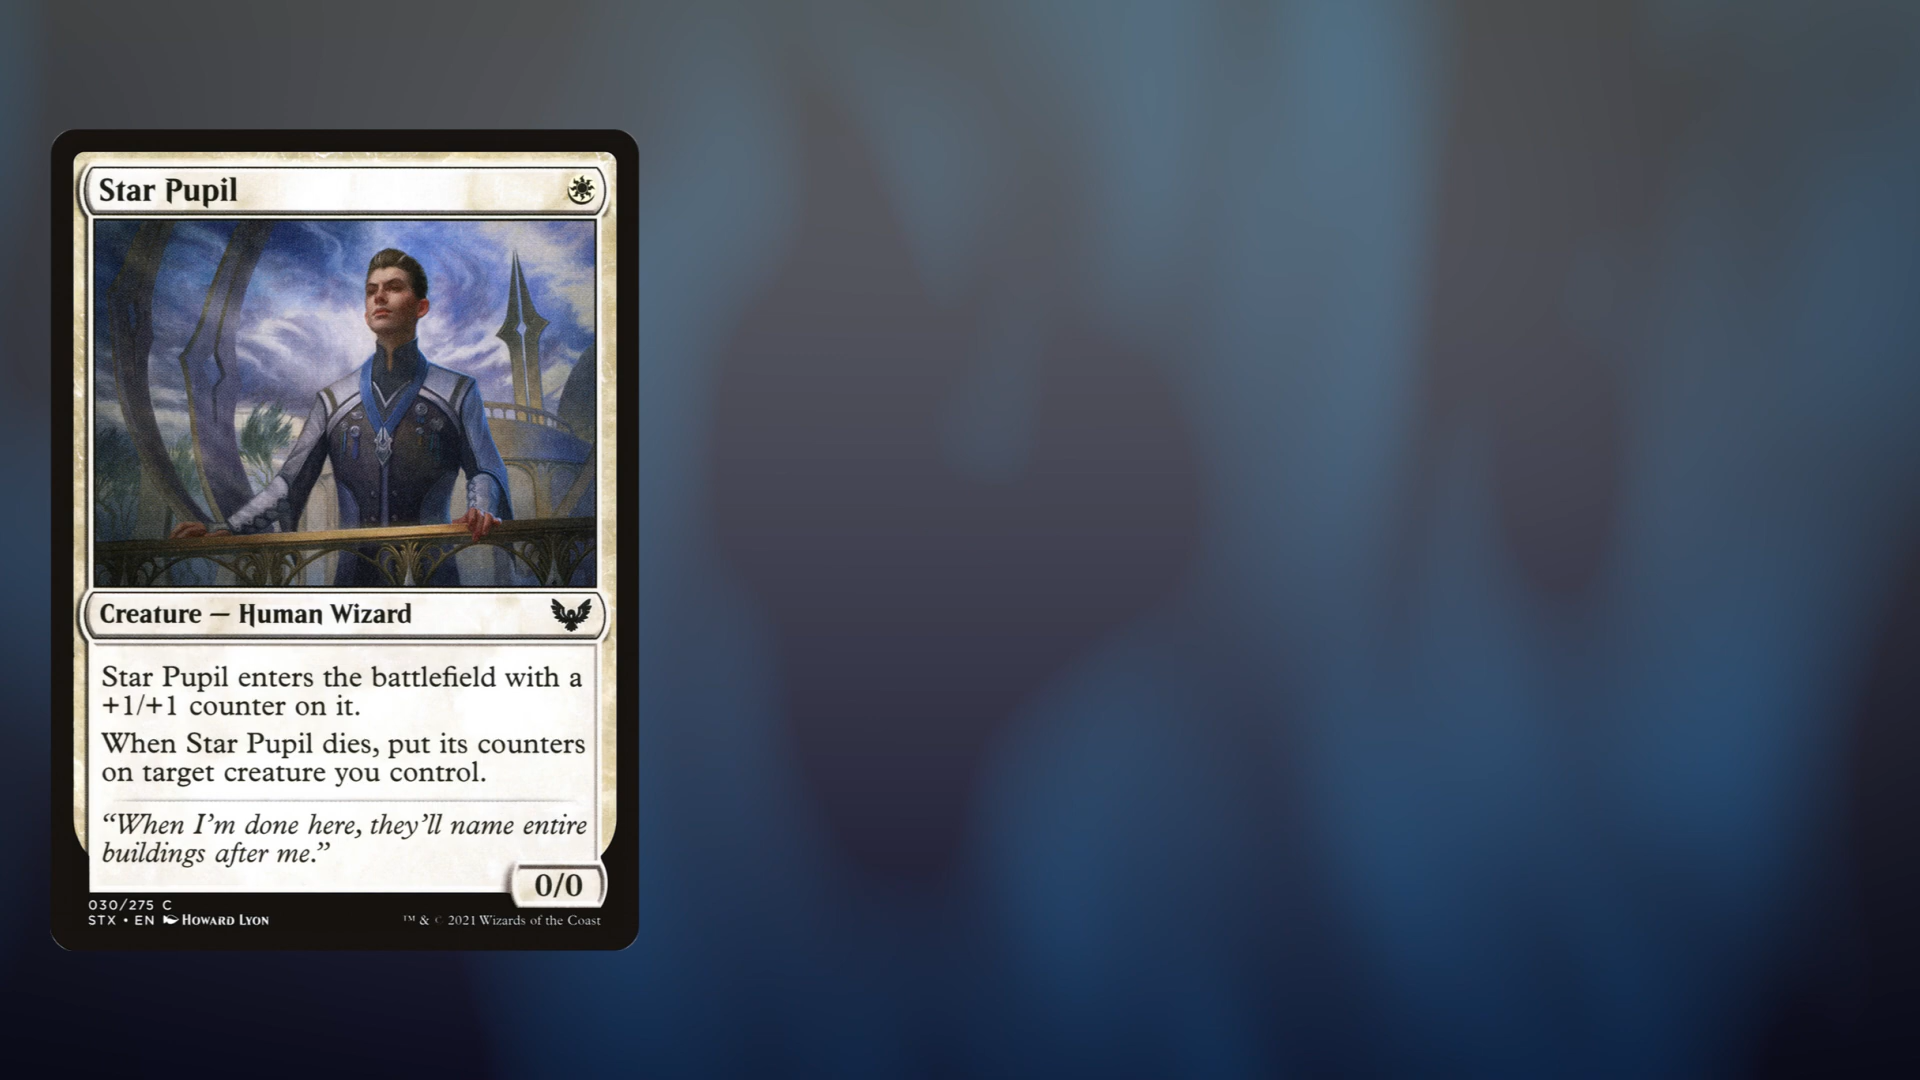 Star Pupil
Creature — Human Wizard
Star Pupil enters the battlefield with a
+1/+1 counter on it.
When Star Pupil dies, put its counters
on target creature you control.
“When I’m done here, they’ll name entire
buildings after me.”
0/0
030/275 C
STX • EN Howard Lyon
™ & © 2021 Wizards of the Coast